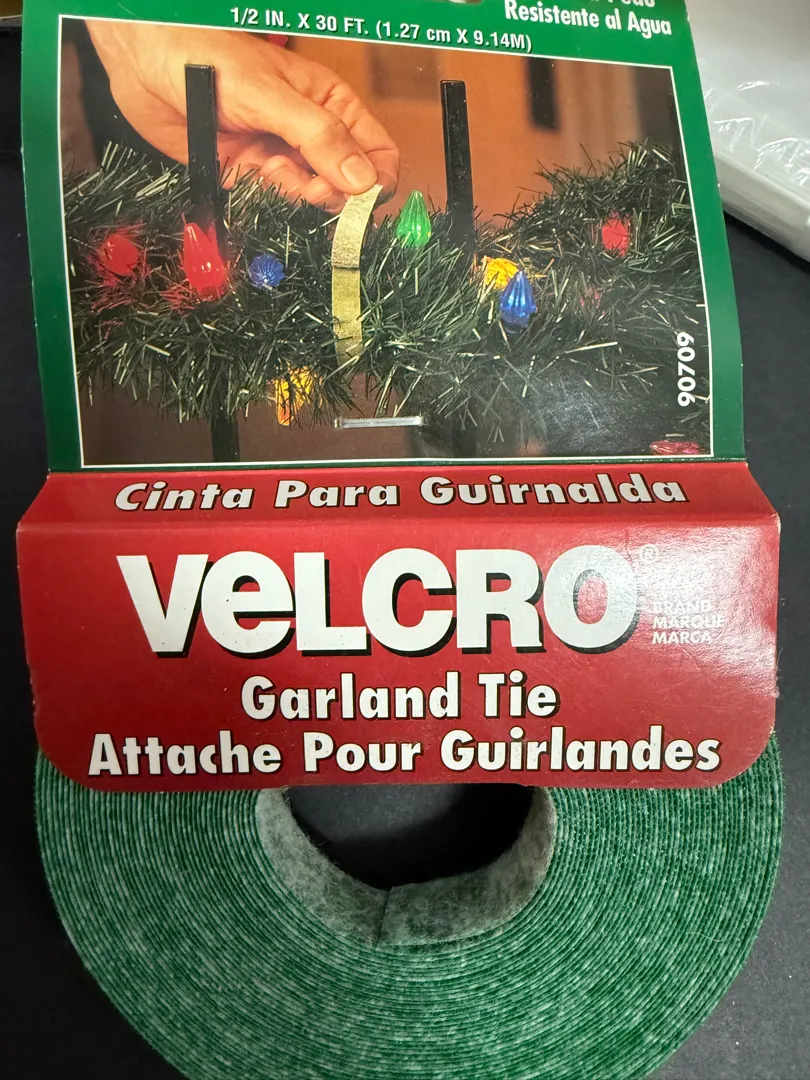 Resistente al Agua
1/2 IN. X 30 FT. (1.27 cm X 9.14M)
90709
Cinta Para Guirnalda
VELCRO®
BRAND
MARQUE
MARCA
Garland Tie
Attache Pour Guirlandes